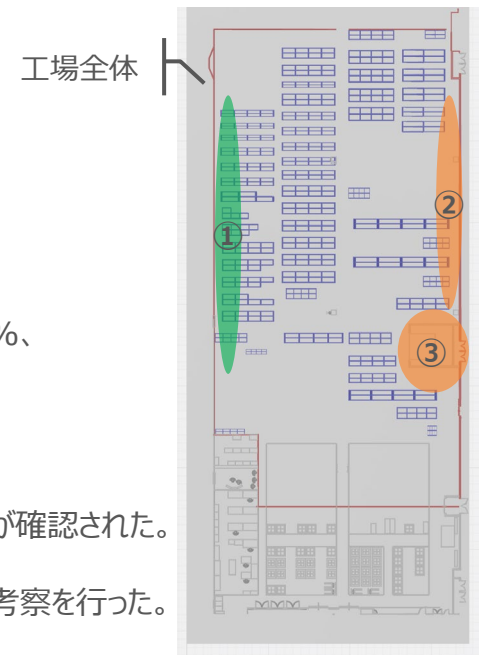 工場全体
②
①
%、
③
が確認された。
考察を行った。